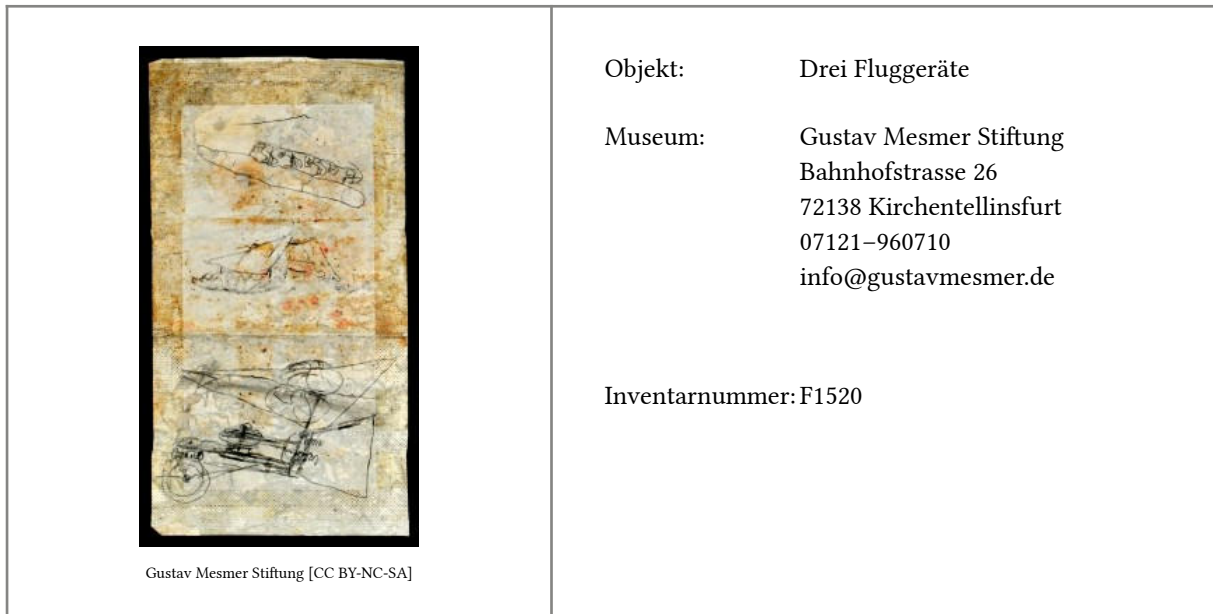 Gustav Mesmer Stiftung [CC BY-NC-SA]
Objekt: Drei Fluggeräte
Museum: Gustav Mesmer Stiftung
Bahnhofstrasse 26
72138 Kirchentellinsfurt
07121–960710
info@gustavmesmer.de
Inventarnummer: F1520